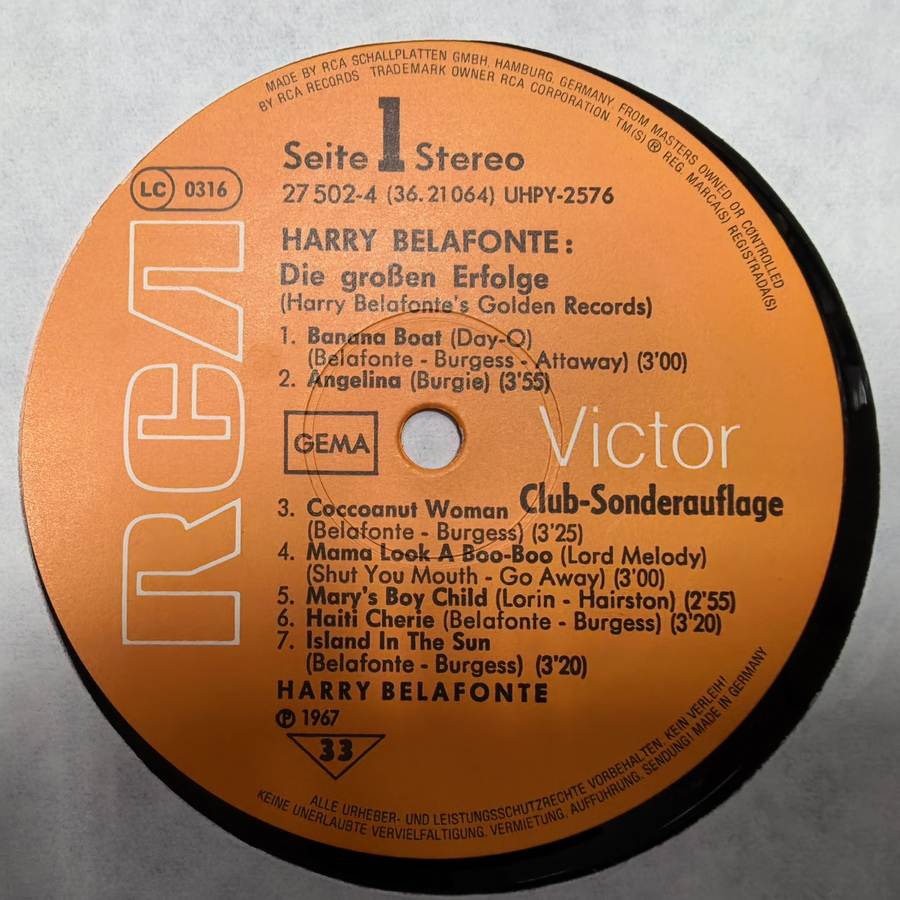 MADE BY RCA SCHALLPLATTEN GMBH, HAMBURG, GERMANY, FROM MASTERS OWNED OR CONTROLLED
BY RCA RECORDS TRADEMARK OWNER RCA CORPORATION TM(S) ® REG. MARCA(S) REGISTRADA(S)
Seite 1 Stereo
LC 0316
27 502-4 (36.21064) UHPY-2576
RCA
HARRY BELAFONTE:
Die großen Erfolge
(Harry Belafonte's Golden Records)
1. Banana Boat (Day-O)
(Belafonte - Burgess - Attaway) (3'00)
2. Angelina (Burgie) (3'55)
GEMA
Victor
Club-Sonderauflage
3. Coccoanut Woman
(Belafonte - Burgess) (3'25)
4. Mama Look A Boo-Boo (Lord Melody)
(Shut You Mouth - Go Away) (3'00)
5. Mary's Boy Child (Lorin - Hairston) (2'55)
6. Haiti Cherie (Belafonte - Burgess) (3'20)
7. Island In The Sun
(Belafonte - Burgess) (3'20)
HARRY BELAFONTE
℗ 1967
33
ALLE URHEBER- UND LEISTUNGSSCHUTZRECHTE VORBEHALTEN. KEIN VERLEIH!
KEINE UNERLAUBTE VERVIELFALTIGUNG, VERMIETUNG, AUFFUHRUNG, SENDUNG! MADE IN GERMANY